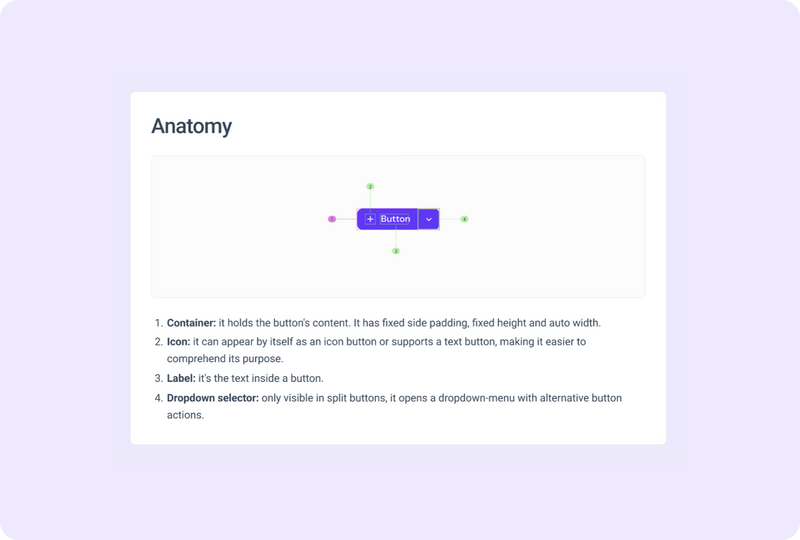 Anatomy
2
1
Button
4
3
1. Container: it holds the button's content. It has fixed side padding, fixed height and auto width.
2. Icon: it can appear by itself as an icon button or supports a text button, making it easier to
comprehend its purpose.
3. Label: it's the text inside a button.
4. Dropdown selector: only visible in split buttons, it opens a dropdown-menu with alternative button
actions.